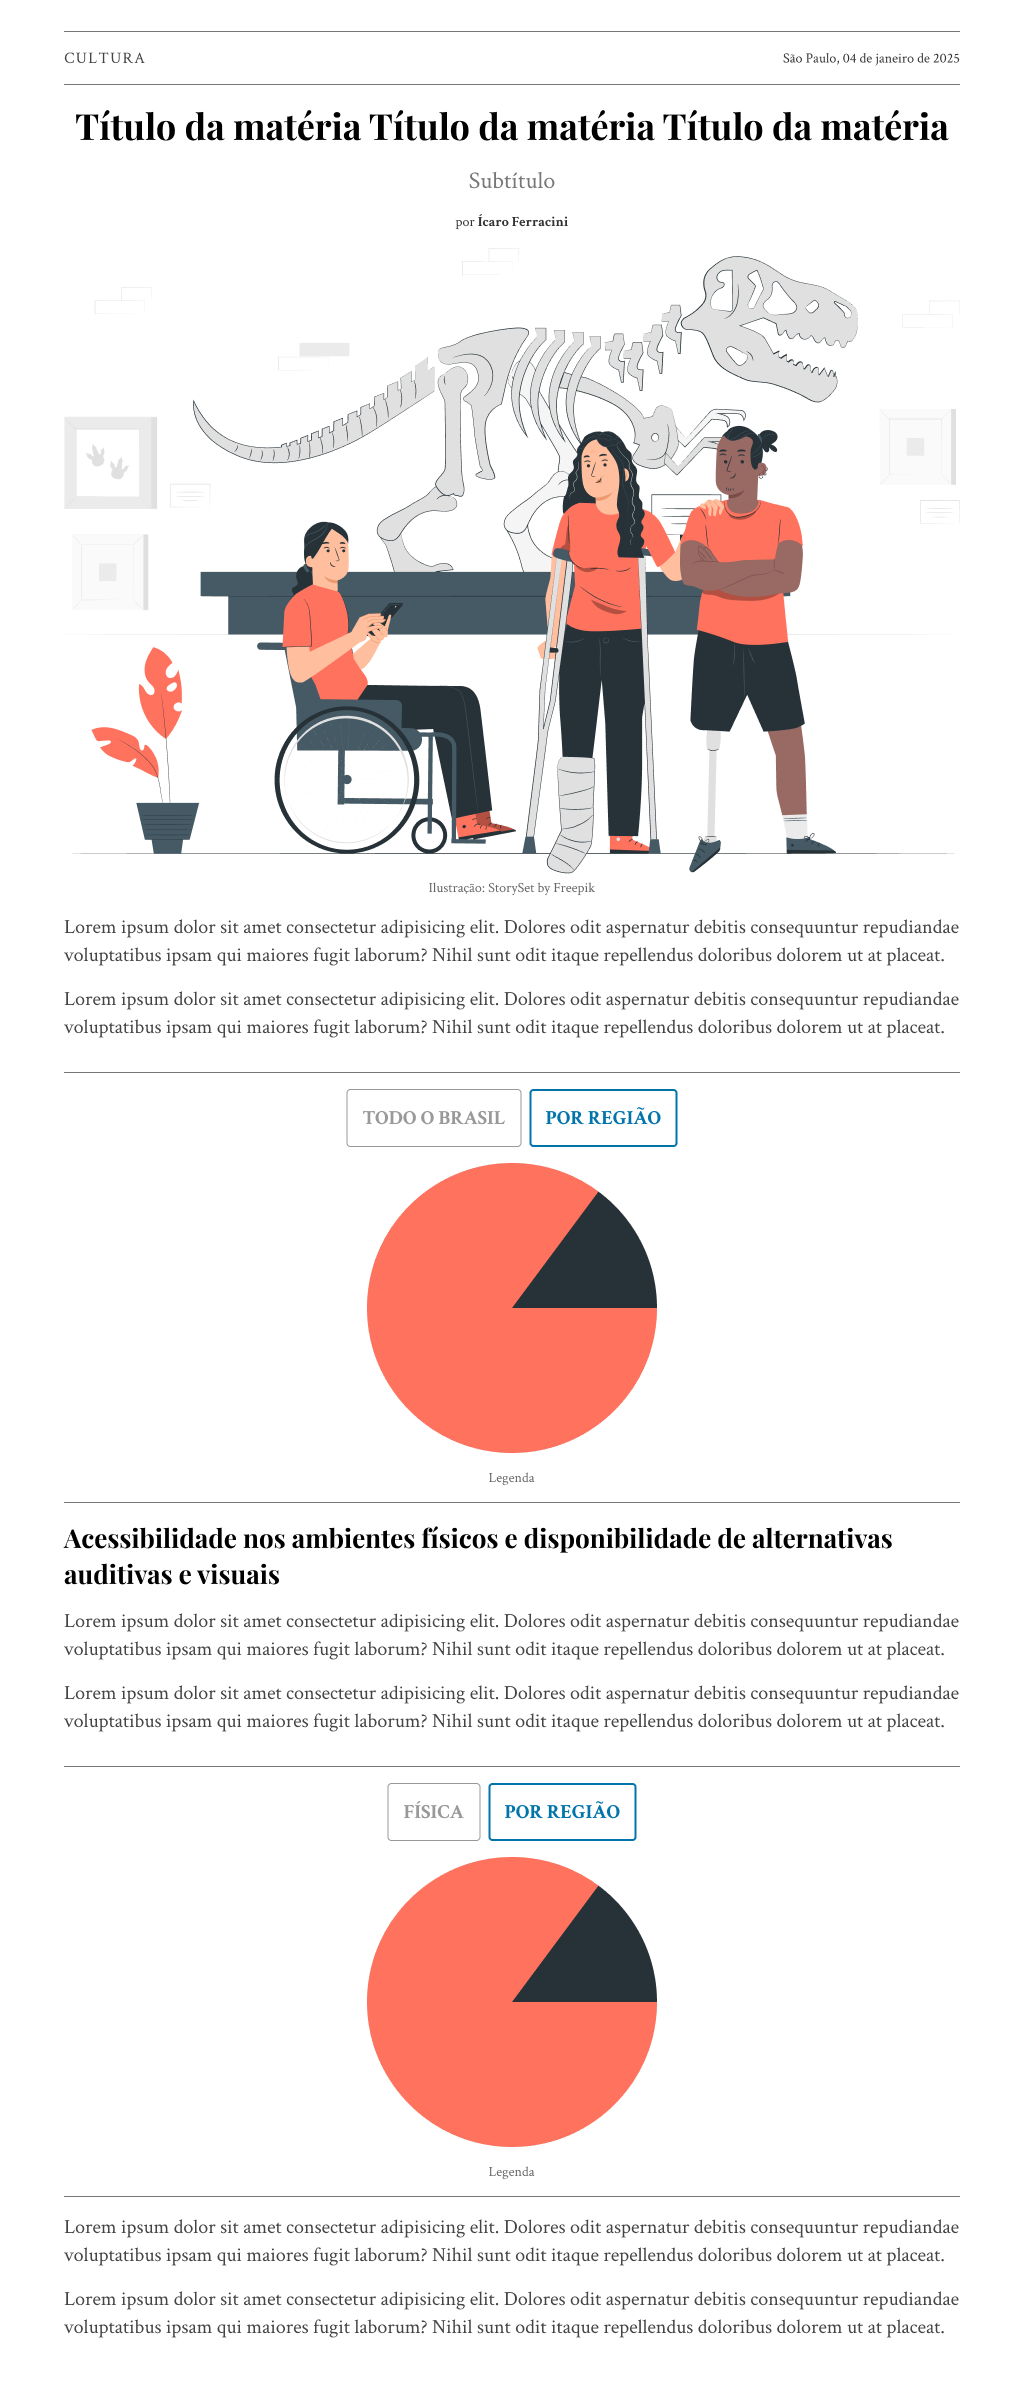 CULTURA
São Paulo, 04 de janeiro de 2025
Título da matéria Título da matéria Título da matéria
Subtítulo
por Ícaro Ferracini
Ilustração: StorySet by Freepik
Lorem ipsum dolor sit amet consectetur adipisicing elit. Dolores odit aspernatur debitis consequuntur repudiandae
voluptatibus ipsam qui maiores fugit laborum? Nihil sunt odit itaque repellendus doloribus dolorem ut at placeat.
Lorem ipsum dolor sit amet consectetur adipisicing elit. Dolores odit aspernatur debitis consequuntur repudiandae
voluptatibus ipsam qui maiores fugit laborum? Nihil sunt odit itaque repellendus doloribus dolorem ut at placeat.
TODO O BRASIL
POR REGIÃO
Legenda
Acessibilidade nos ambientes físicos e disponibilidade de alternativas
auditivas e visuais
Lorem ipsum dolor sit amet consectetur adipisicing elit. Dolores odit aspernatur debitis consequuntur repudiandae
voluptatibus ipsam qui maiores fugit laborum? Nihil sunt odit itaque repellendus doloribus dolorem ut at placeat.
Lorem ipsum dolor sit amet consectetur adipisicing elit. Dolores odit aspernatur debitis consequuntur repudiandae
voluptatibus ipsam qui maiores fugit laborum? Nihil sunt odit itaque repellendus doloribus dolorem ut at placeat.
FÍSICA
POR REGIÃO
Legenda
Lorem ipsum dolor sit amet consectetur adipisicing elit. Dolores odit aspernatur debitis consequuntur repudiandae
voluptatibus ipsam qui maiores fugit laborum? Nihil sunt odit itaque repellendus doloribus dolorem ut at placeat.
Lorem ipsum dolor sit amet consectetur adipisicing elit. Dolores odit aspernatur debitis consequuntur repudiandae
voluptatibus ipsam qui maiores fugit laborum? Nihil sunt odit itaque repellendus doloribus dolorem ut at placeat.